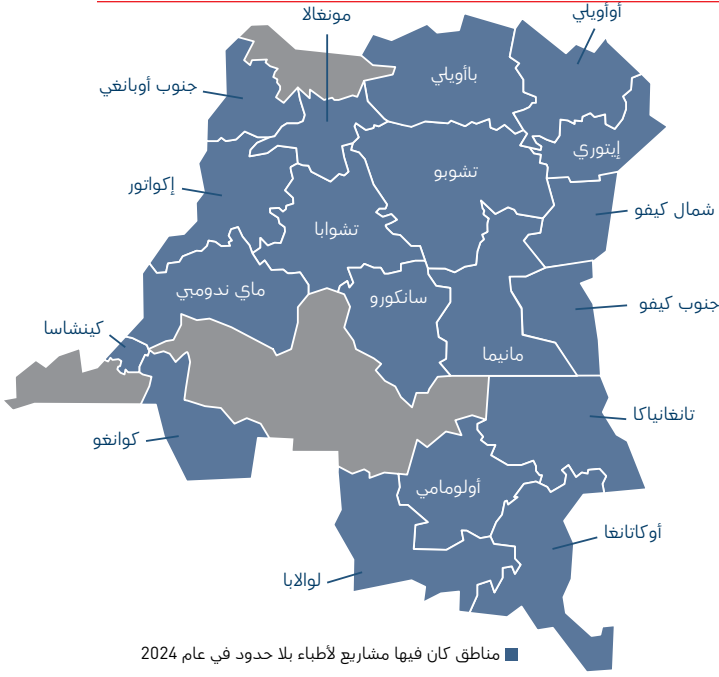 أوأويلي
مونغالا
باأويلي
جنوب أوبانغي
إيتوري
تشوبو
إكواتور
شمال كيفو
تشوابا
ماي ندومبي
سانكورو
جنوب كيفو
كينشاسا
مانيما
تانغانياكا
كوانغو
أولومامي
أوكاتانغا
لوالابا
مناطق كان فيها مشاريع لأطباء بلا حدود في عام 2024